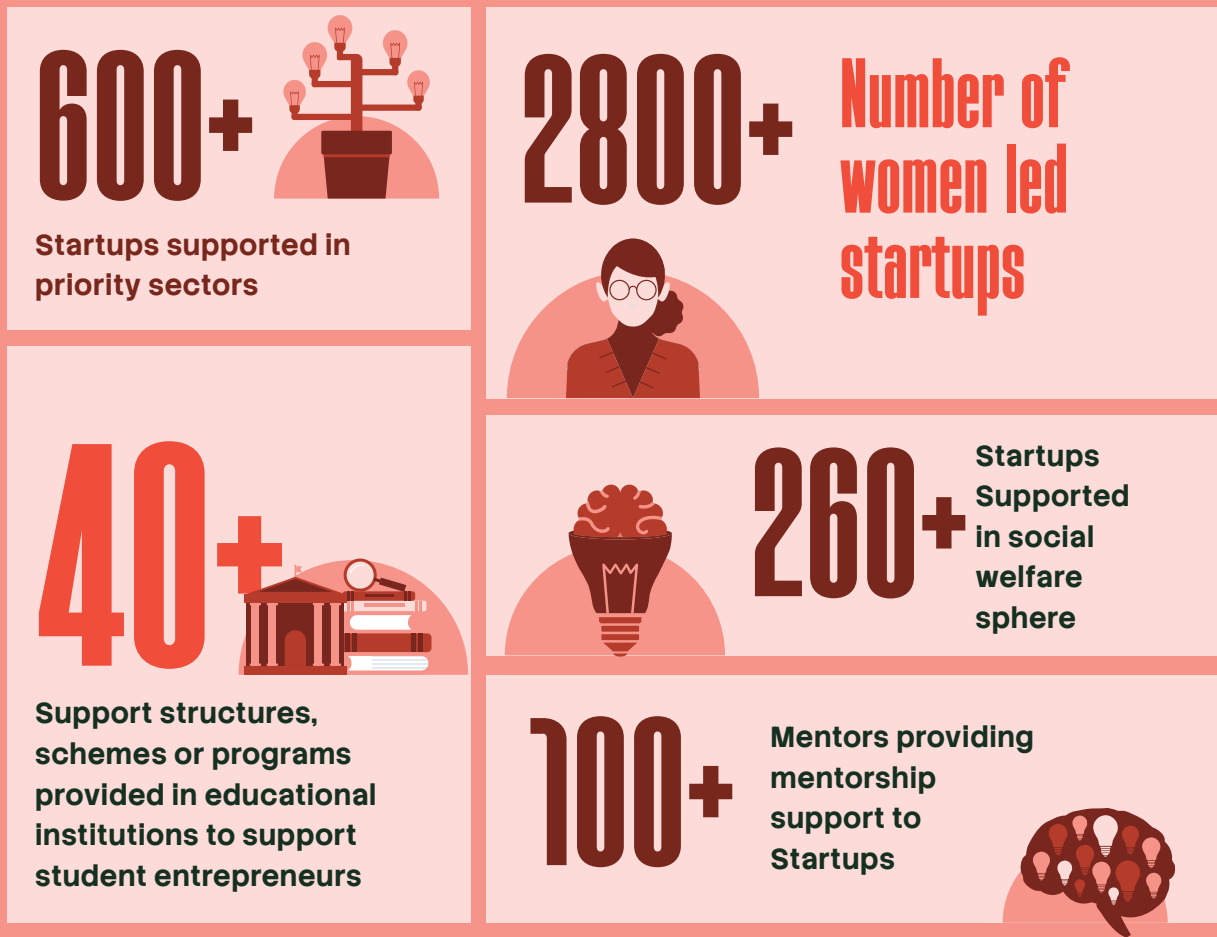 600+
Startups supported in
priority sectors
2800+
Number of
women led
startups
40+
Support structures,
schemes or programs
provided in educational
institutions to support
student entrepreneurs
260+
Startups
Supported
in social
welfare
sphere
100+
Mentors providing
mentorship
support to
Startups